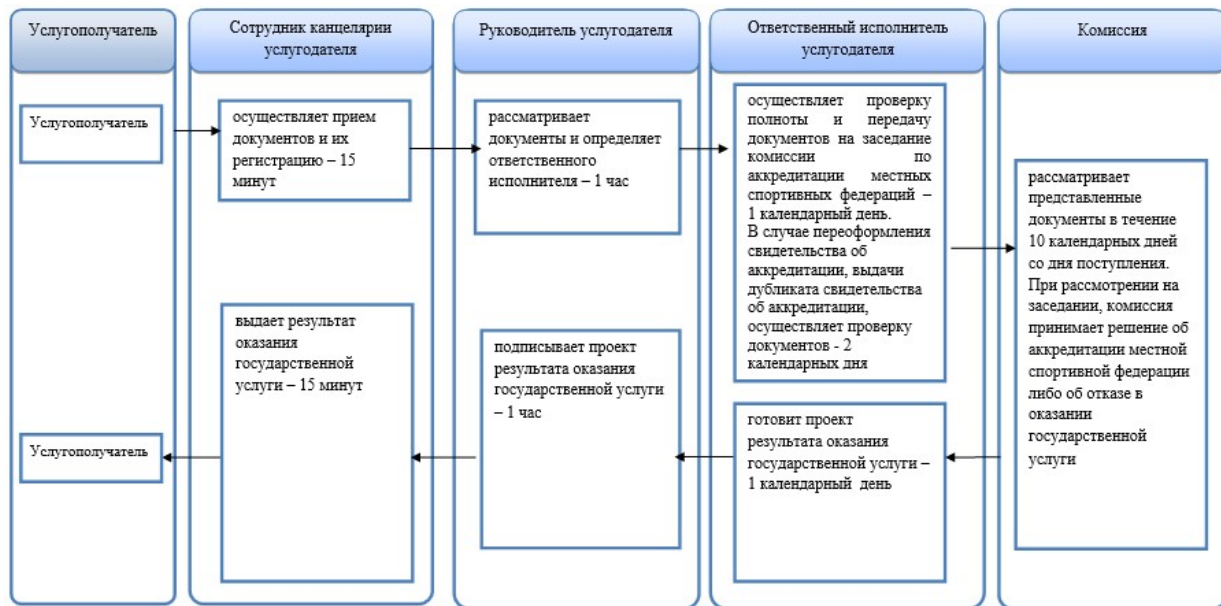 Услугополучатель
Сотрудник канцелярии
услугодателя
Руководитель услугодателя
Ответственный исполнитель
услугодателя
Комиссия
Услугополучатель
осуществляет прием
документов и их
регистрацию – 15
минут
рассматривает
документы и определяет
ответственного
исполнителя – 1 час
осуществляет проверку
полноты и передачу
документов на заседание
комиссии по
аккредитации местных
спортивных федераций –
1 календарный день.
В случае переоформления
свидетельства об
аккредитации, выдачи
дубликата свидетельства
об аккредитации,
осуществляет проверку
документов - 2
календарных дня
рассматривает
представленные
документы в течение
10 календарных дней
со дня поступления.
При рассмотрении на
заседании, комиссия
принимает решение об
аккредитации местной
спортивной федерации
либо об отказе в
оказании
государственной
услуги
готовит проект
результата оказания
государственной услуги –
1 календарный день
подписывает проект
результата оказания
государственной услуги
– 1 час
выдает результат
оказания
государственной
услуги – 15 минут
Услугополучатель